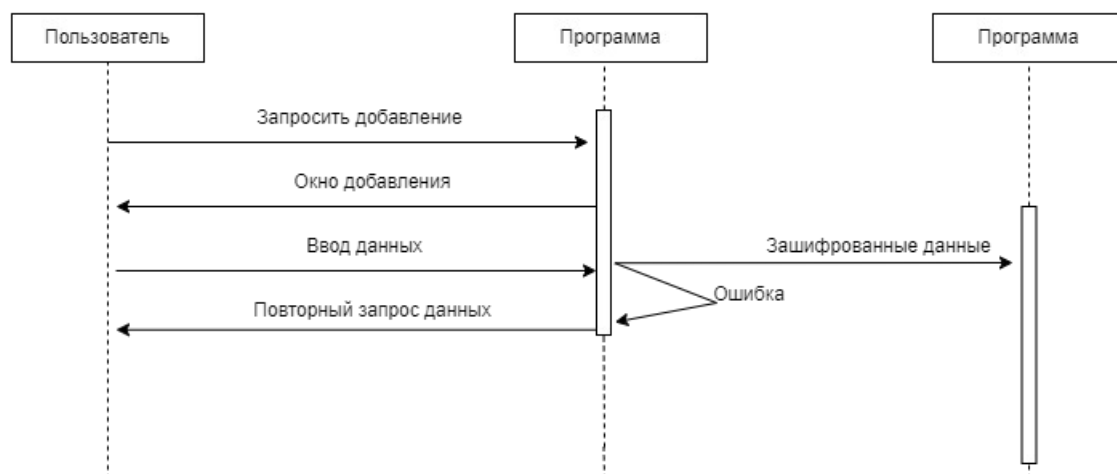 Пользователь
Программа
Программа
Запросить добавление
Окно добавления
Ввод данных
Зашифрованные данные
Ошибка
Повторный запрос данных